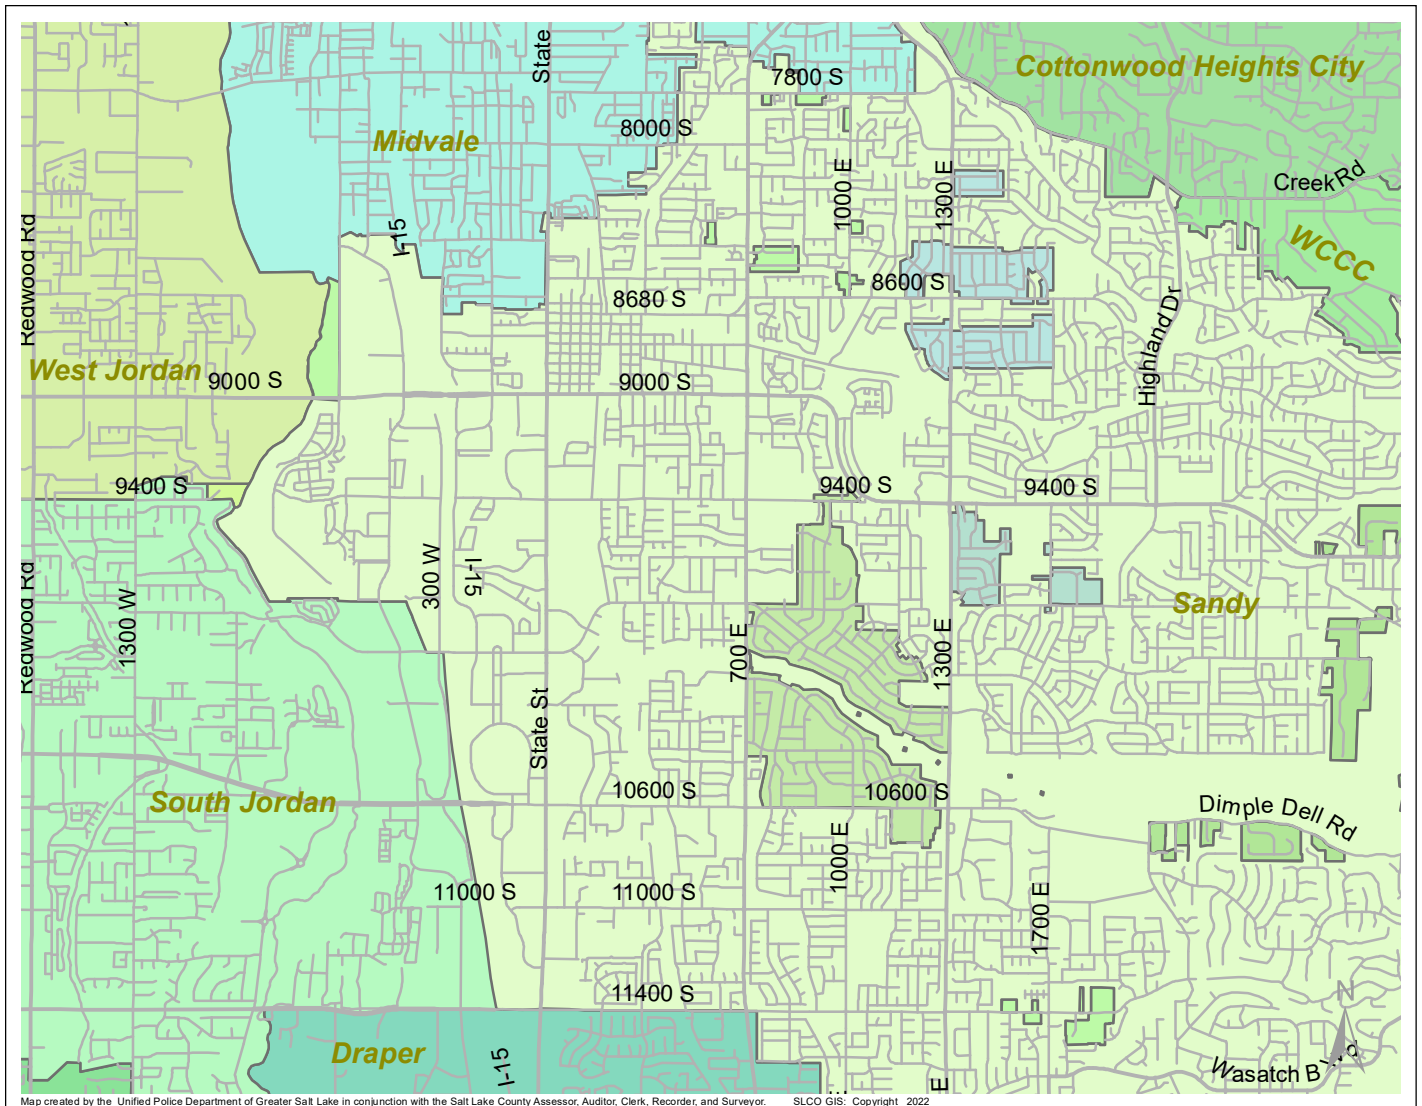 State
7800 S
Cottonwood Heights City
8000 S
Midvale
Creek Rd
1000 E
1300 E
Redwood Rd
I-15
WCCC
8600 S
8680 S
Highland Dr
West Jordan
9000 S
9000 S
9400 S
9400 S
9400 S
300 W
I-15
Redwood Rd
1300 W
Sandy
700 E
1300 E
State St
10600 S
10600 S
South Jordan
Dimple Dell Rd
1000 E
11000 S
11000 S
1700 E
11400 S
N
Draper
I-15
Wasatch Blvd
E
Map created by the Unified Police Department of Greater Salt Lake in conjunction with the Salt Lake County Assessor, Auditor, Clerk, Recorder, and Surveyor. SLCO GIS: Copyright 2022